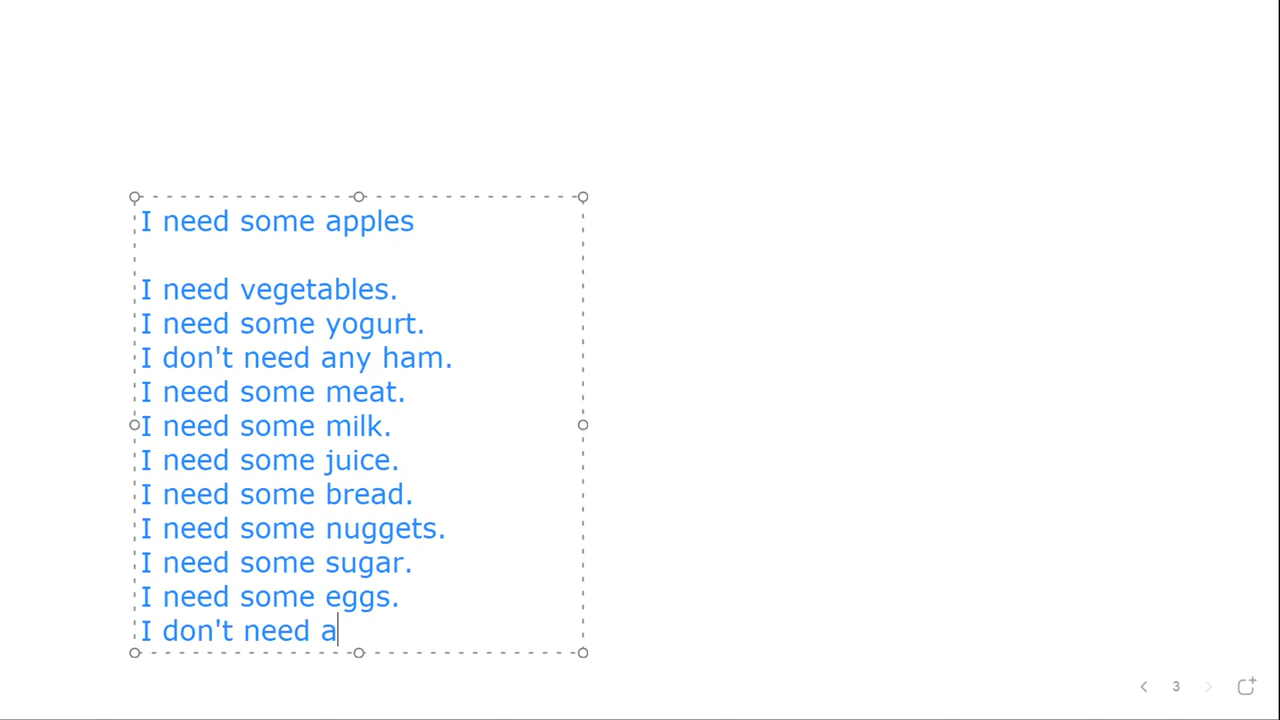 I need some apples
I need vegetables.
I need some yogurt.
I don't need any ham.
I need some meat.
I need some milk.
I need some juice.
I need some bread.
I need some nuggets.
I need some sugar.
I need some eggs.
I don't need a
3